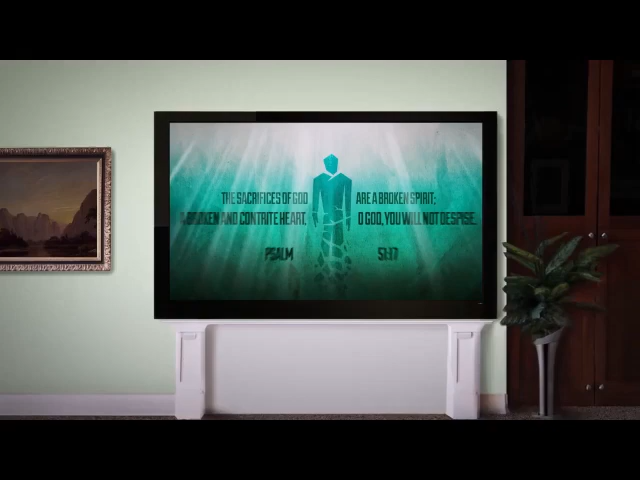 THE SACRIFICES OF GOD ARE A BROKEN SPIRIT;
A BROKEN AND CONTRITE HEART, O GOD, YOU WILL NOT DESPISE.
PSALM 51:17